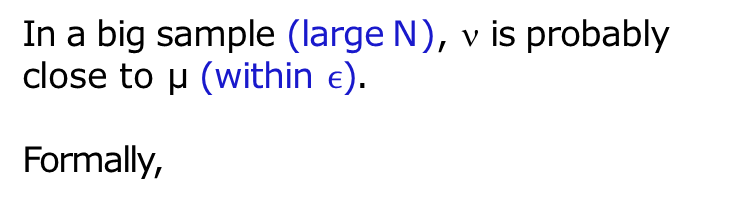 In a big sample (large N), ν is probably
close to μ (within ϵ).
Formally,